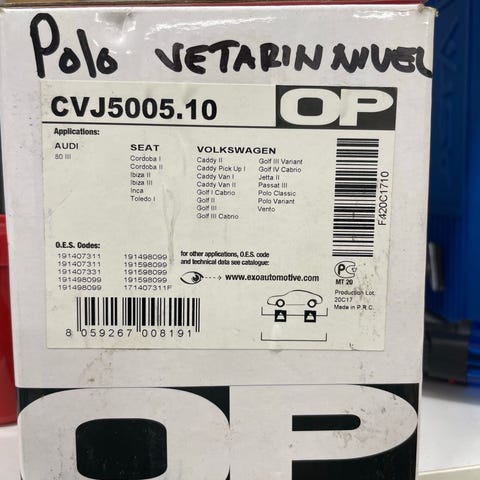 Polo VETARIN NIVEL
CVJ5005.10
OP
Applications:
AUDI
80 III
SEAT
Cordoba I
Cordoba II
Ibiza II
Ibiza III
Inca
Toledo I
VOLKSWAGEN
Caddy II
Caddy Pick Up I
Caddy Van I
Caddy Van II
Golf I Cabrio
Golf II
Golf III
Golf III Cabrio
Golf III Variant
Golf IV Cabrio
Jetta II
Passat III
Polo Classic
Polo Variant
Vento
F420C1710
O.E.S. Codes:
191407311 191498099
191407311 191598099
191407331 191598099
191498099 191598099
191498099 171407311F
for other applications, O.E.S. code
and technical data see catalogue:
www.exoautomotive.com
MT 20
Production Lot:
20C17
Made in P.R.C.
8 059267 008191
OP